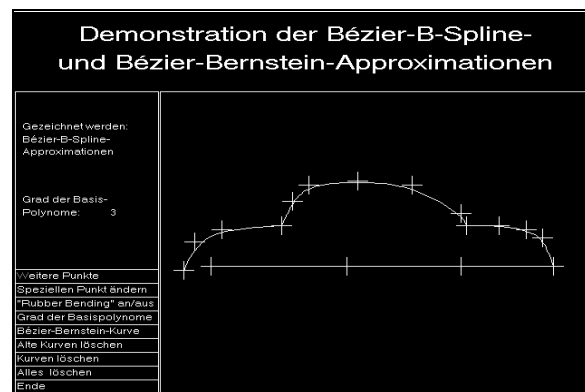 Demonstration der Bézier-B-Spline-
und Bézier-Bernstein-Approximationen
Gezeichnet werden:
Bézier-B-Spline-
Approximationen
Grad der Basis-
Polynome: 3
Weitere Punkte
Speziellen Punkt ändern
"Rubber Bending" an/aus
Grad der Basispolynome
Bézier-Bernstein-Kurve
Alte Kurven löschen
Kurven löschen
Alles löschen
Ende